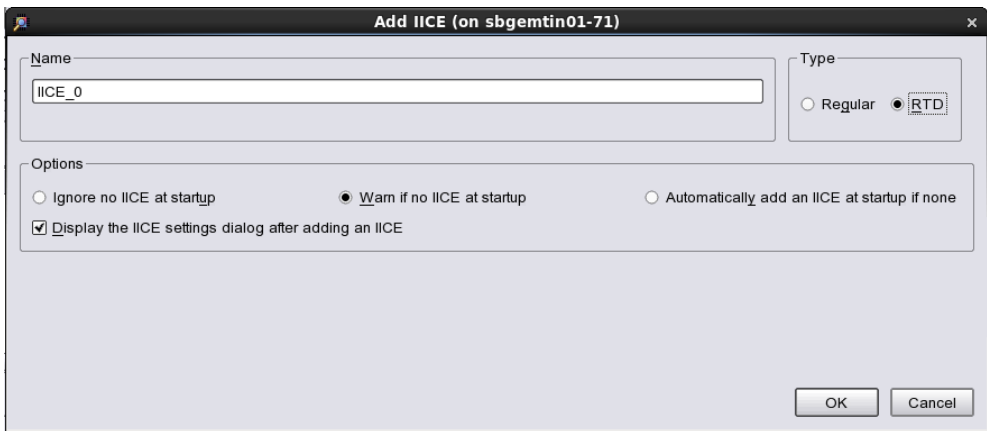 Add IICE (on sbgemtin01-71)
Name
IICE_0
Type
Regular
RTD
Options
Ignore no IICE at startup
Warn if no IICE at startup
Automatically add an IICE at startup if none
Display the IICE settings dialog after adding an IICE
OK
Cancel